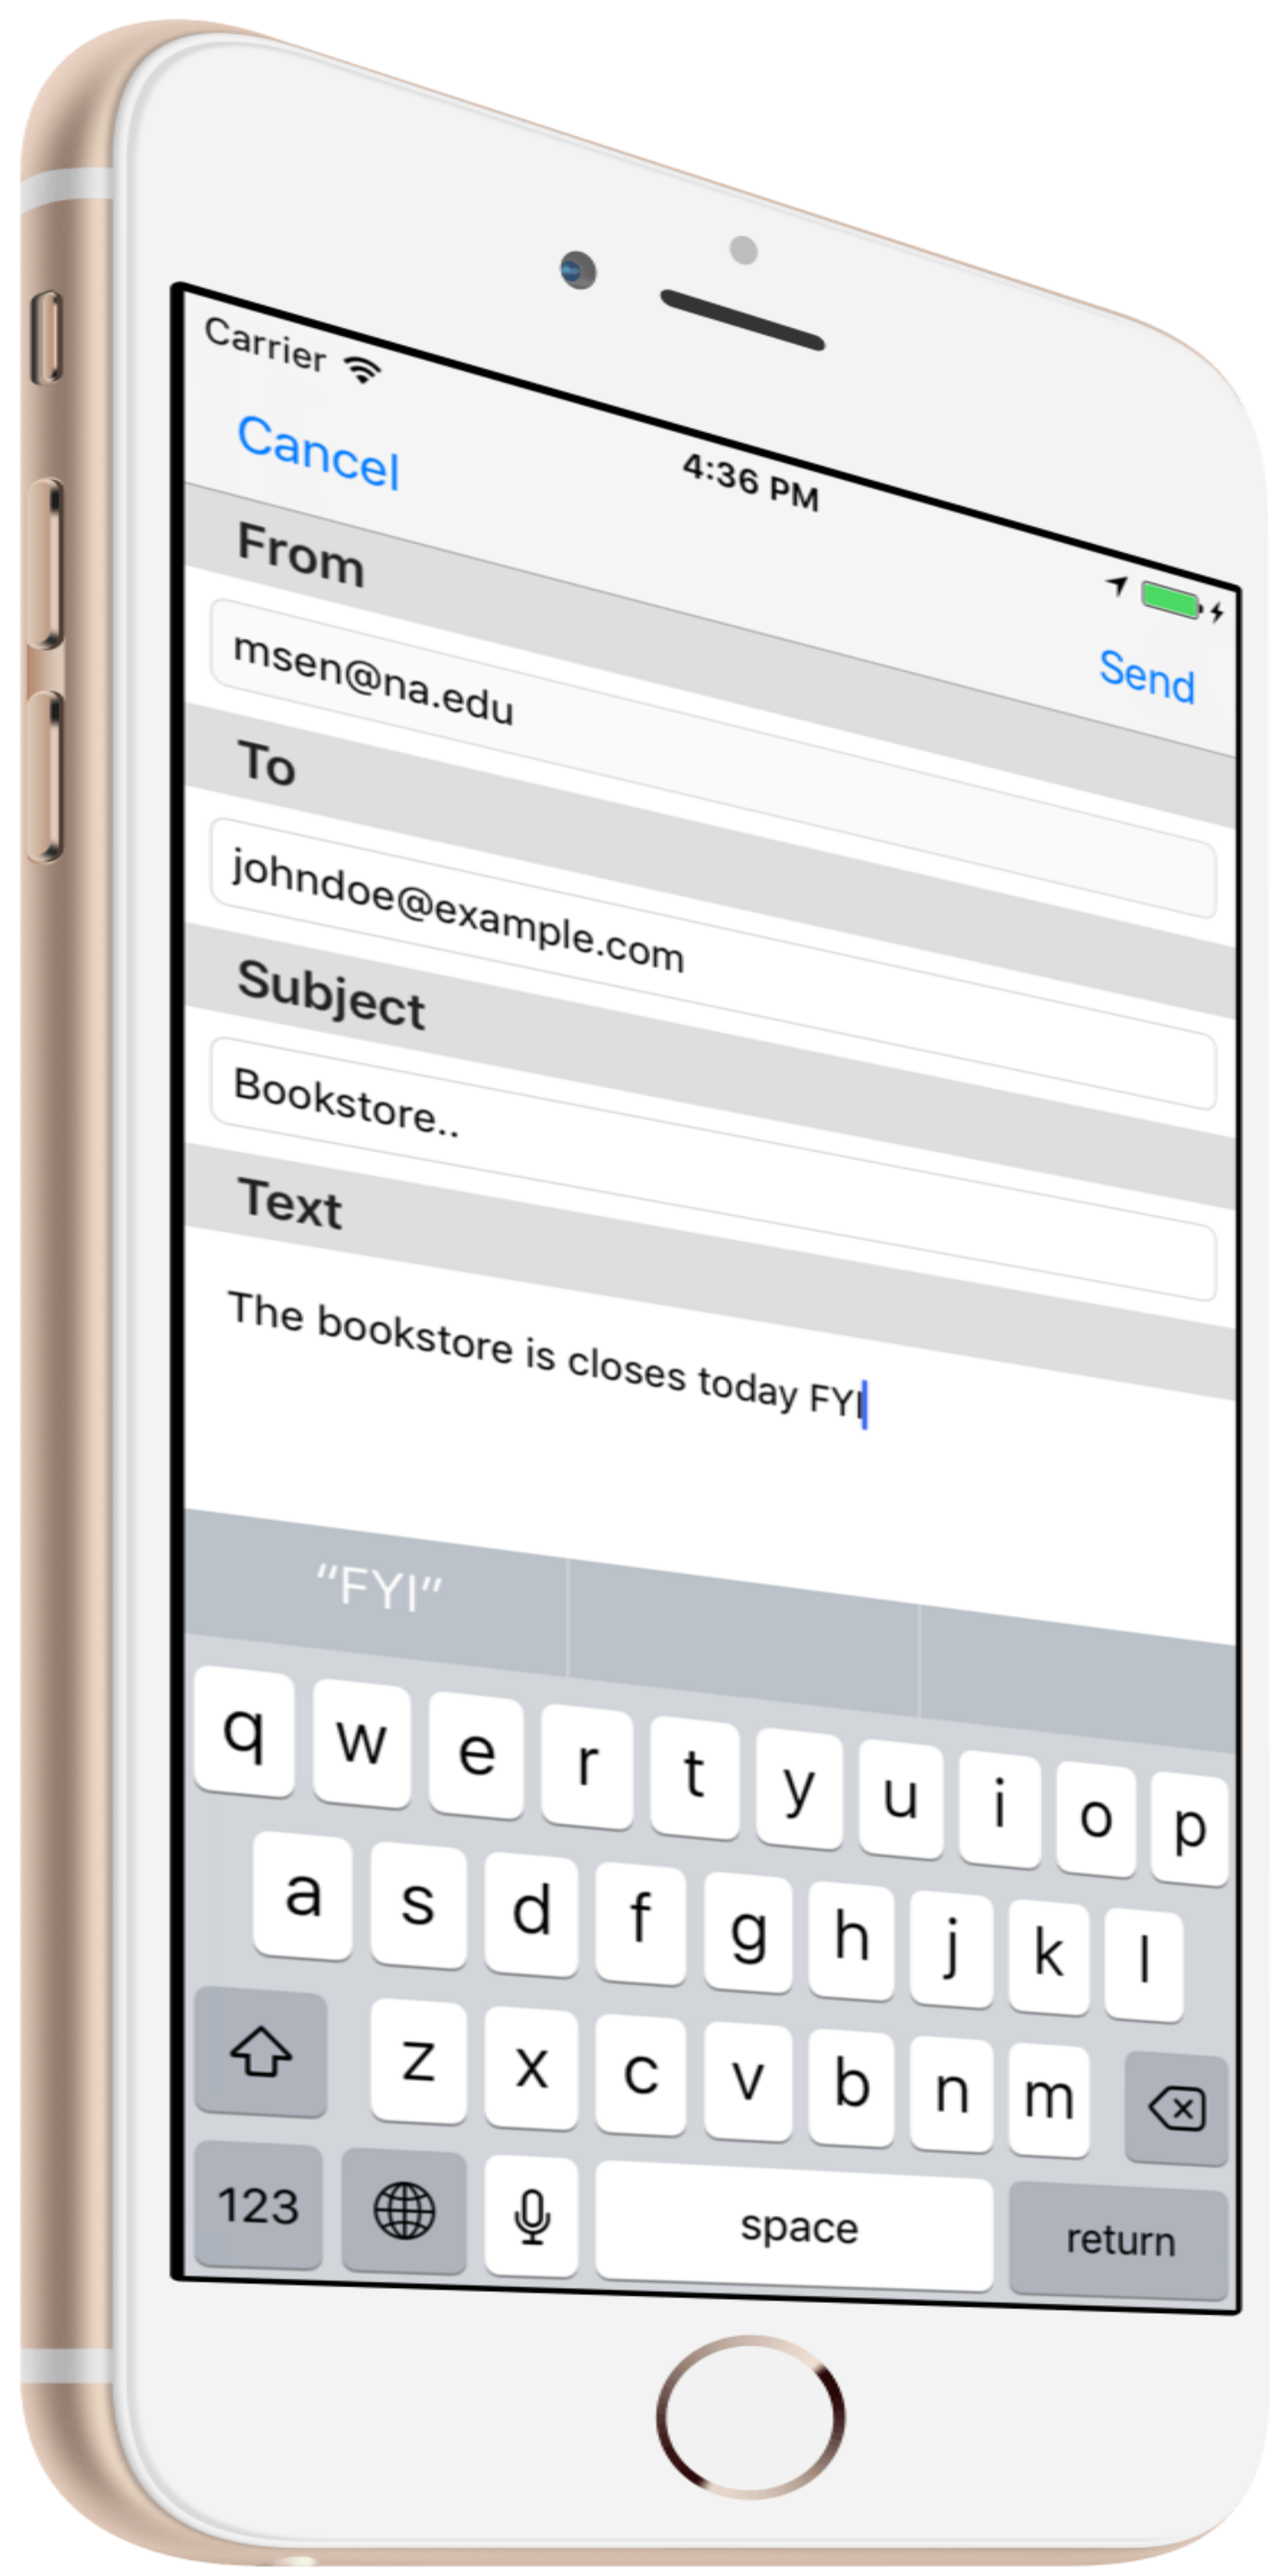 Carrier
4:36 PM
Cancel
Send
From
msen@na.edu
To
johndoe@example.com
Subject
Bookstore..
Text
The bookstore is closes today FYI
“FYI”
q w e r t y u i o p
a s d f g h j k l
z x c v b n m
123 space return